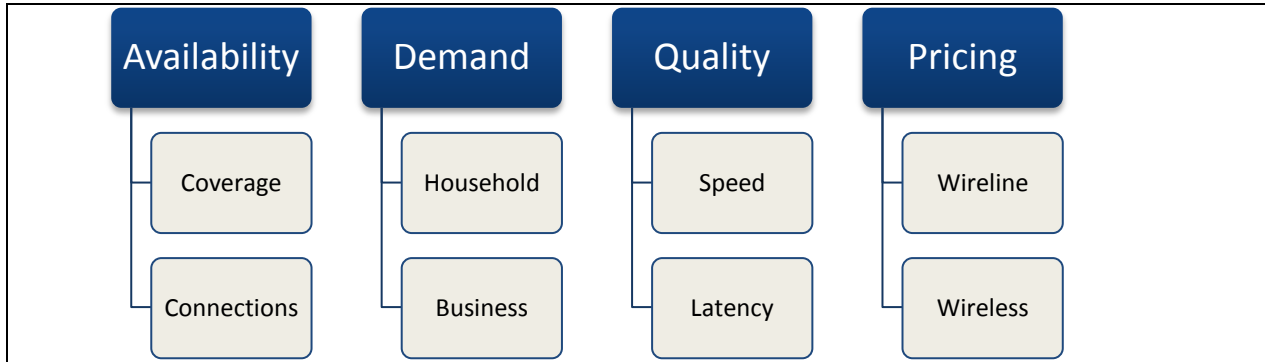 Availability
Demand
Quality
Pricing
Coverage
Household
Speed
Wireline
Connections
Business
Latency
Wireless